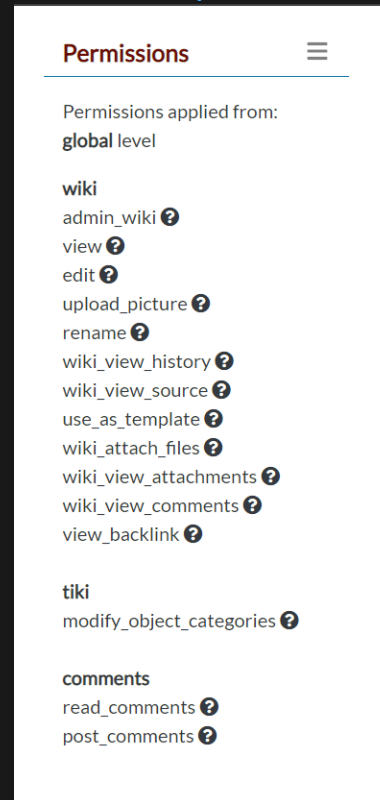 Permissions
Permissions applied from:
global level
wiki
admin_wiki
view
edit
upload_picture
rename
wiki_view_history
wiki_view_source
use_as_template
wiki_attach_files
wiki_view_attachments
wiki_view_comments
view_backlink
tiki
modify_object_categories
comments
read_comments
post_comments